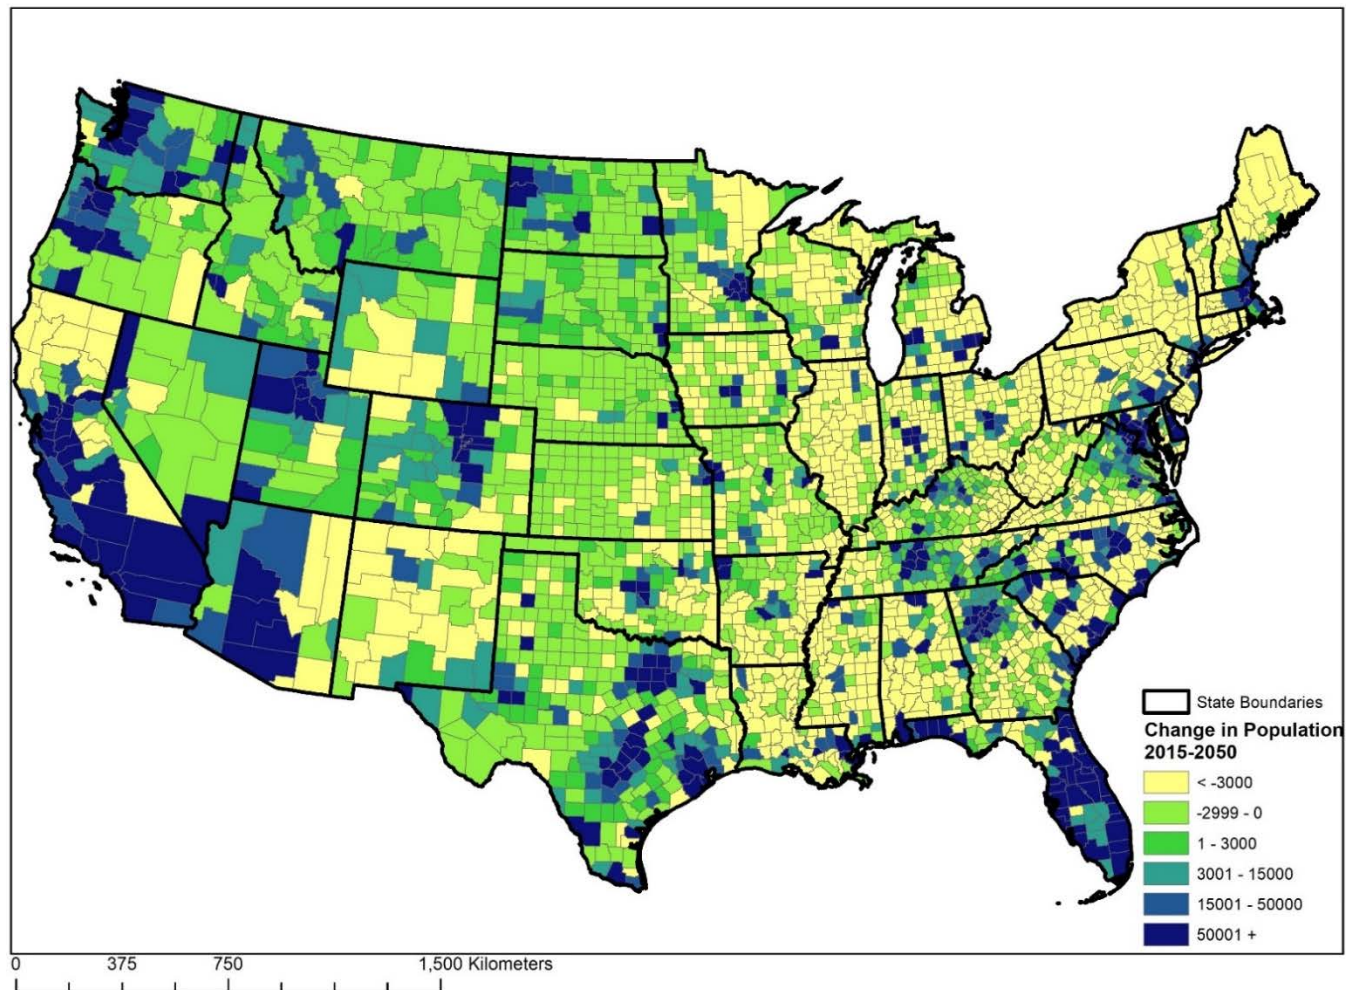 State Boundaries
Change in Population
2015-2050
< -3000
-2999 - 0
1 - 3000
3001 - 15000
15001 - 50000
50001 +
0 375 750 1,500 Kilometers